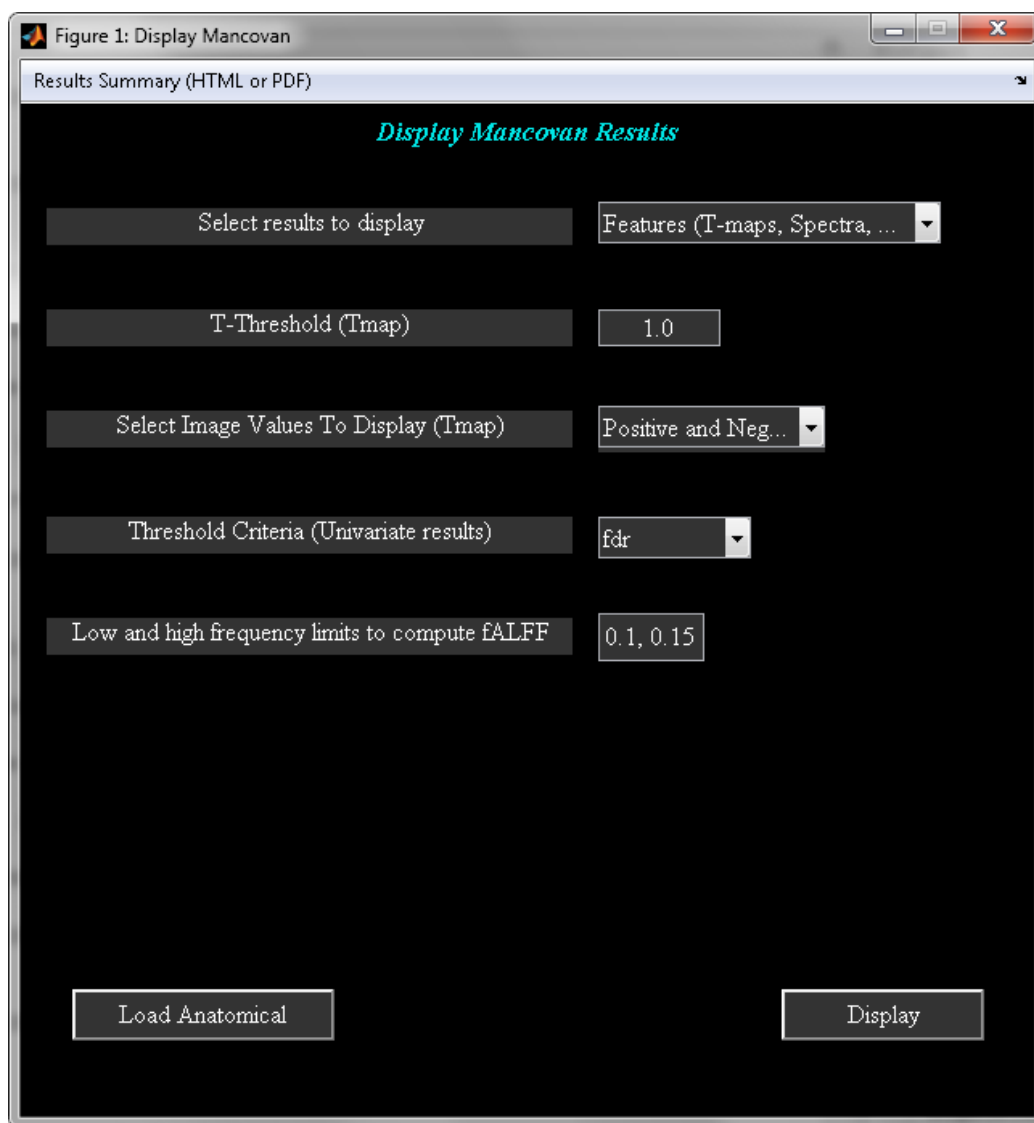 Figure 1: Display Mancovan
Results Summary (HTML or PDF)
Display Mancovan Results
Select results to display
Features (T-maps, Spectra, ...
T-Threshold (Tmap)
1.0
Select Image Values To Display (Tmap)
Positive and Neg...
Threshold Criteria (Univariate results)
fdr
Low and high frequency limits to compute fALFF
0.1, 0.15
Load Anatomical
Display